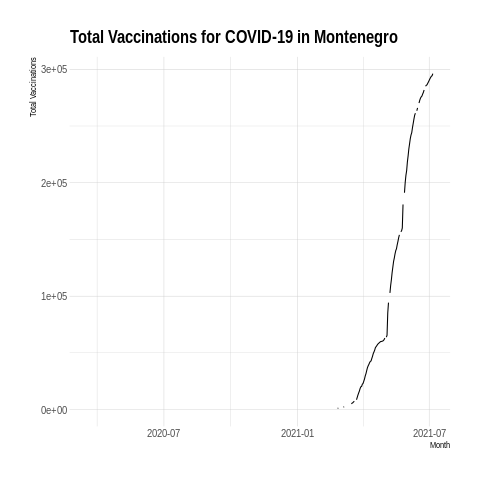 Total Vaccinations for COVID-19 in Montenegro
Total Vaccinations
3e+05
2e+05
1e+05
0e+00
2020-07
2021-01
2021-07
Month